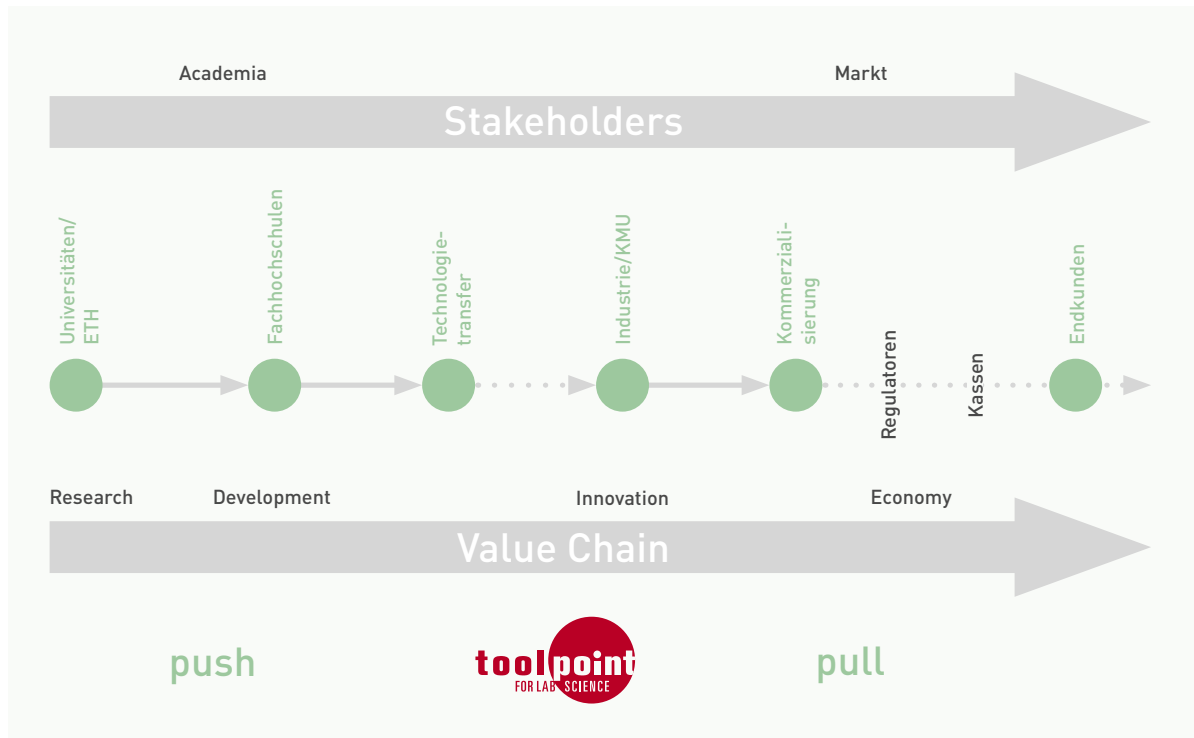 Academia
Markt
Stakeholders
Universitäten/
ETH
Fachhochschulen
Technologie-
transfer
Industrie/KMU
Kommerziali-
sierung
Regulatoren
Kassen
Endkunden
Research
Development
Innovation
Economy
Value Chain
push
toolpoint
FOR LAB SCIENCE
pull